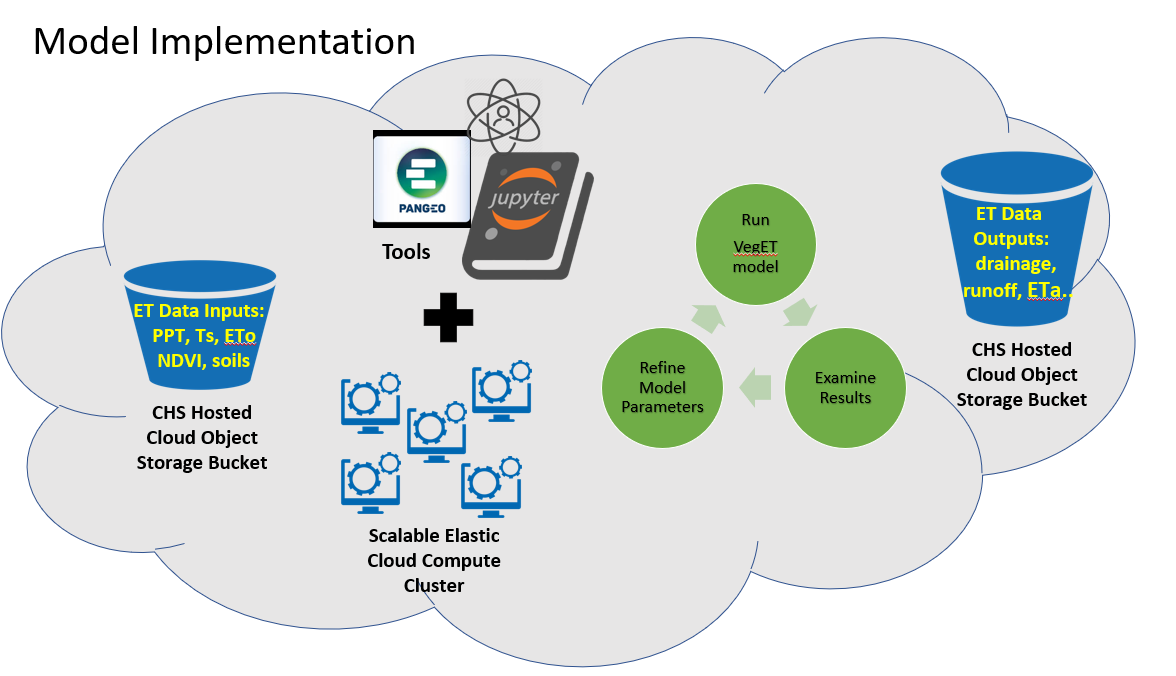 Model Implementation
PANGEO
jupyter
Tools
ET Data Inputs:
PPT, Ts, ETo
NDVI, soils
CHS Hosted
Cloud Object
Storage Bucket
Scalable Elastic
Cloud Compute
Cluster
Run
VegET
model
Examine
Results
Refine
Model
Parameters
ET Data
Outputs:
drainage,
runoff, ETa..
CHS Hosted
Cloud Object
Storage Bucket